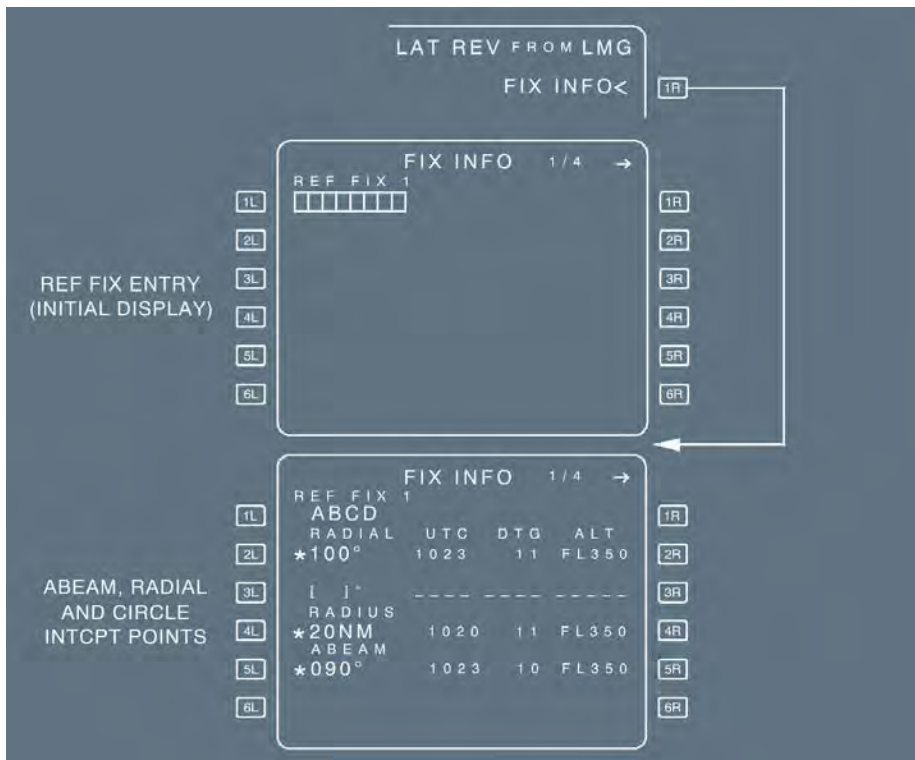 LAT REV FROM LMG
FIX INFO< 1R
FIX INFO 1/4 →
REF FIX 1
1L 1R
2L 2R
REF FIX ENTRY
(INITIAL DISPLAY)
3L 3R
4L 4R
5L 5R
6L 6R
FIX INFO 1/4 →
REF FIX 1
1L ABCD 1R
RADIAL UTC DTG ALT
2L *100° 1023 11 FL350 2R
ABEAM, RADIAL
AND CIRCLE
INTCPT POINTS
3L [ ]° ---- ---- ----- 3R
RADIUS
4L *20NM 1020 11 FL350 4R
ABEAM
5L *090° 1023 10 FL350 5R
6L 6R